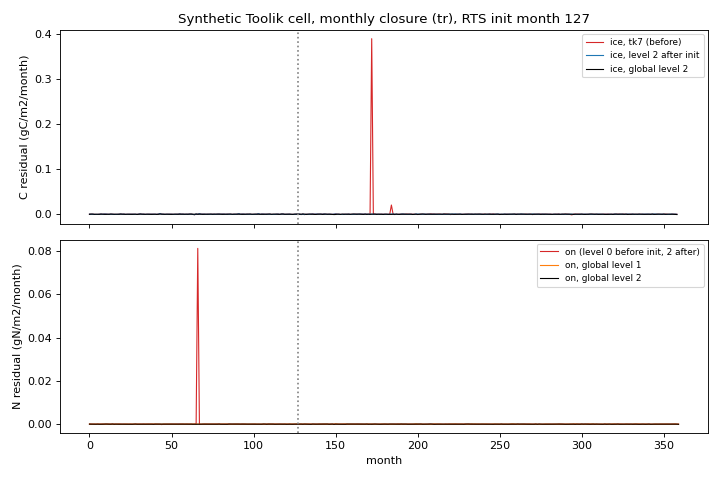 Synthetic Toolik cell, monthly closure (tr), RTS init month 127
C residual (gC/m2/month)
0.4
0.3
0.2
0.1
0.0
ice, tk7 (before)
ice, level 2 after init
ice, global level 2
N residual (gN/m2/month)
0.08
0.06
0.04
0.02
0.00
on (level 0 before init, 2 after)
on, global level 1
on, global level 2
0 50 100 150 200 250 300 350
month